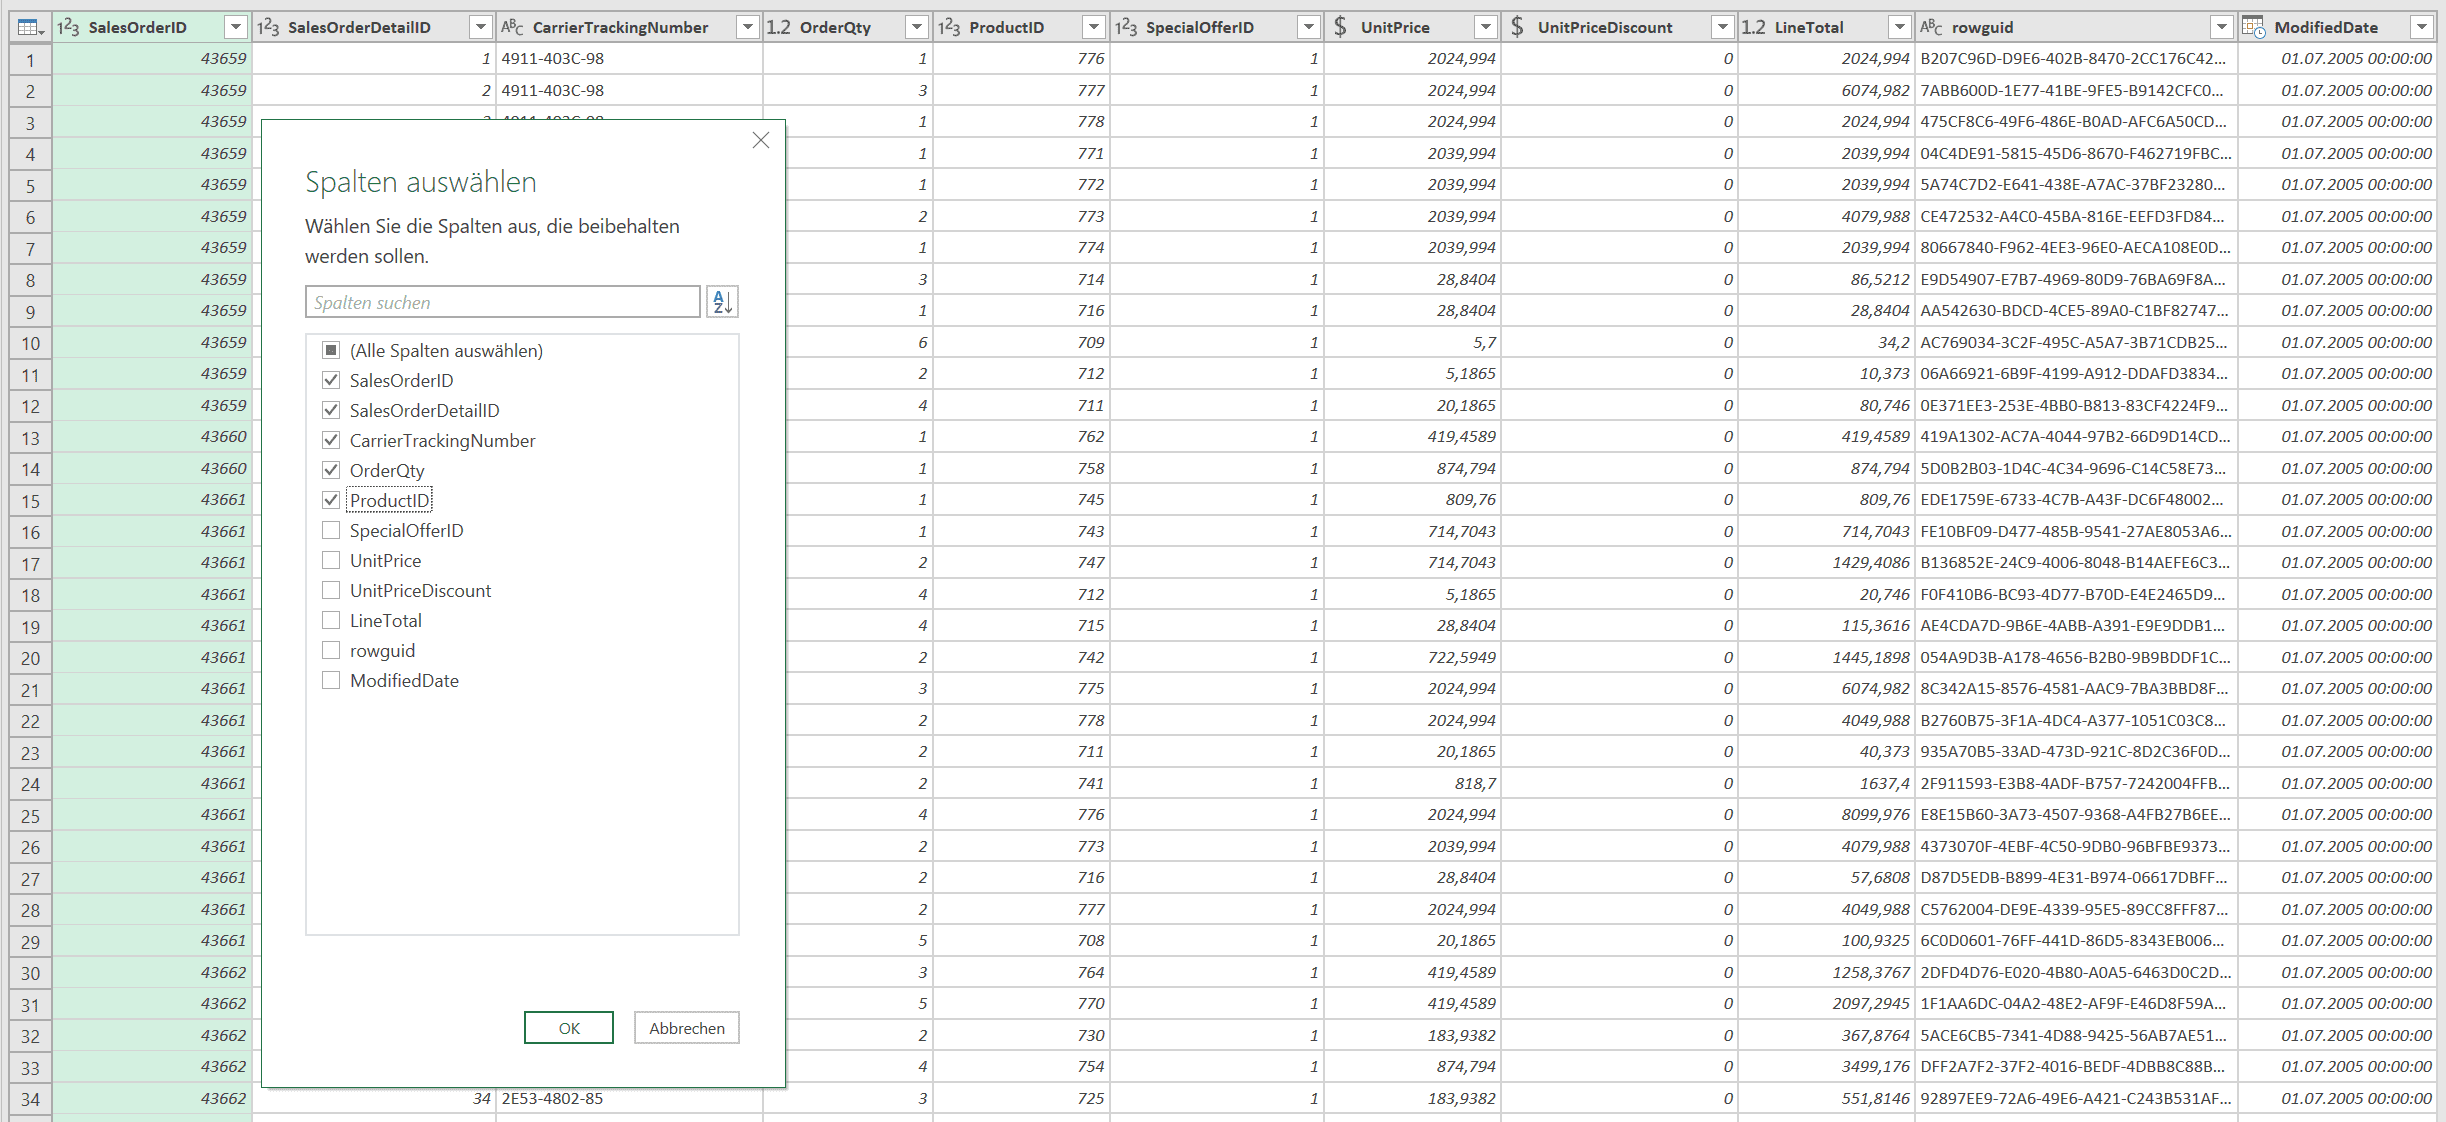 SalesOrderID SalesOrderDetailID CarrierTrackingNumber OrderQty ProductID SpecialOfferID UnitPrice UnitPriceDiscount LineTotal rowguid ModifiedDate
1 43659 1 4911-403C-98 1 776 1 2024,994 0 2024,994 B207C96D-D9E6-402B-8470-2CC176C42... 01.07.2005 00:00:00
2 43659 2 4911-403C-98 3 777 1 2024,994 0 6074,982 7ABB600D-1E77-41BE-9FE5-B9142CFC0... 01.07.2005 00:00:00
3 43659 1 778 1 2024,994 0 2024,994 475CF8C6-49F6-486E-B0AD-AFC6A50CD... 01.07.2005 00:00:00
4 43659 1 771 1 2039,994 0 2039,994 04C4DE91-5815-45D6-8670-F462719FBC... 01.07.2005 00:00:00
5 43659 1 772 1 2039,994 0 2039,994 5A74C7D2-E641-438E-A7AC-37BF23280... 01.07.2005 00:00:00
6 43659 2 773 1 2039,994 0 4079,988 CE472532-A4C0-45BA-816E-EEFD3FD84... 01.07.2005 00:00:00
7 43659 1 774 1 2039,994 0 2039,994 80667840-F962-4EE3-96E0-AECA108E0D... 01.07.2005 00:00:00
8 43659 3 714 1 28,8404 0 86,5212 E9D54907-E7B7-4969-80D9-76BA69F8A... 01.07.2005 00:00:00
9 43659 1 716 1 28,8404 0 28,8404 AA542630-BDCD-4CE5-89A0-C1BF82747... 01.07.2005 00:00:00
10 43659 6 709 1 5,7 0 34,2 AC769034-3C2F-495C-A5A7-3B71CDB25... 01.07.2005 00:00:00
11 43659 2 712 1 5,1865 0 10,373 06A66921-6B9F-4199-A912-DDAFD3834... 01.07.2005 00:00:00
12 43659 4 711 1 20,1865 0 80,746 0E371EE3-253E-4BB0-B813-83CF4224F9... 01.07.2005 00:00:00
13 43660 1 762 1 419,4589 0 419,4589 419A1302-AC7A-4044-97B2-66D9D14CD... 01.07.2005 00:00:00
14 43660 1 758 1 874,794 0 874,794 5D0B2B03-1D4C-4C34-9696-C14C58E73... 01.07.2005 00:00:00
15 43661 1 745 1 809,76 0 809,76 EDE1759E-6733-4C7B-A43F-DC6F48002... 01.07.2005 00:00:00
16 43661 1 743 1 714,7043 0 714,7043 FE10BF09-D477-485B-9541-27AE8053A6... 01.07.2005 00:00:00
17 43661 2 747 1 714,7043 0 1429,4086 B136852E-24C9-4006-8048-B14AEFE6C3... 01.07.2005 00:00:00
18 43661 4 712 1 5,1865 0 20,746 F0F410B6-BC93-4D77-B70D-E4E2465D9... 01.07.2005 00:00:00
19 43661 4 715 1 28,8404 0 115,3616 AE4CDA7D-9B6E-4ABB-A391-E9E9DDB1... 01.07.2005 00:00:00
20 43661 2 742 1 722,5949 0 1445,1898 054A9D3B-A178-4656-B2B0-9B9BDDF1C... 01.07.2005 00:00:00
21 43661 3 775 1 2024,994 0 6074,982 8C342A15-8576-4581-AAC9-7BA3BBD8F... 01.07.2005 00:00:00
22 43661 2 778 1 2024,994 0 4049,988 B2760B75-3F1A-4DC4-A377-1051C03C8... 01.07.2005 00:00:00
23 43661 2 711 1 20,1865 0 40,373 935A70B5-33AD-473D-921C-8D2C36F0D... 01.07.2005 00:00:00
24 43661 2 741 1 818,7 0 1637,4 2F911593-E3B8-4ADF-B757-7242004FFB... 01.07.2005 00:00:00
25 43661 4 776 1 2024,994 0 8099,976 E8E15B60-3A73-4507-9368-A4FB27B6EE... 01.07.2005 00:00:00
26 43661 2 773 1 2039,994 0 4079,988 4373070F-4EBF-4C50-9DB0-96BFBE9373... 01.07.2005 00:00:00
27 43661 2 716 1 28,8404 0 57,6808 D87D5EDB-B899-4E31-B974-06617DBFF... 01.07.2005 00:00:00
28 43661 2 777 1 2024,994 0 4049,988 C5762004-DE9E-4339-95E5-89CC8FFF87... 01.07.2005 00:00:00
29 43661 5 708 1 20,1865 0 100,9325 6C0D0601-76FF-441D-86D5-8343EB006... 01.07.2005 00:00:00
30 43662 3 764 1 419,4589 0 1258,3767 2DFD4D76-E020-4B80-A0A5-6463D0C2D... 01.07.2005 00:00:00
31 43662 5 770 1 419,4589 0 2097,2945 1F1AA6DC-04A2-48E2-AF9F-E46D8F59A... 01.07.2005 00:00:00
32 43662 2 730 1 183,9382 0 367,8764 5ACE6CB5-7341-4D88-9425-56AB7AE51... 01.07.2005 00:00:00
33 43662 4 754 1 874,794 0 3499,176 DFF2A7F2-37F2-4016-BEDF-4DBB8C88B... 01.07.2005 00:00:00
34 43662 34 2E53-4802-85 3 725 1 183,9382 0 551,8146 92897EE9-72A6-49E6-A421-C243B531AF... 01.07.2005 00:00:00
Spalten auswählen
Wählen Sie die Spalten aus, die beibehalten
werden sollen.
Spalten suchen
(Alle Spalten auswählen)
SalesOrderID
SalesOrderDetailID
CarrierTrackingNumber
OrderQty
ProductID
SpecialOfferID
UnitPrice
UnitPriceDiscount
LineTotal
rowguid
ModifiedDate
OK Abbrechen